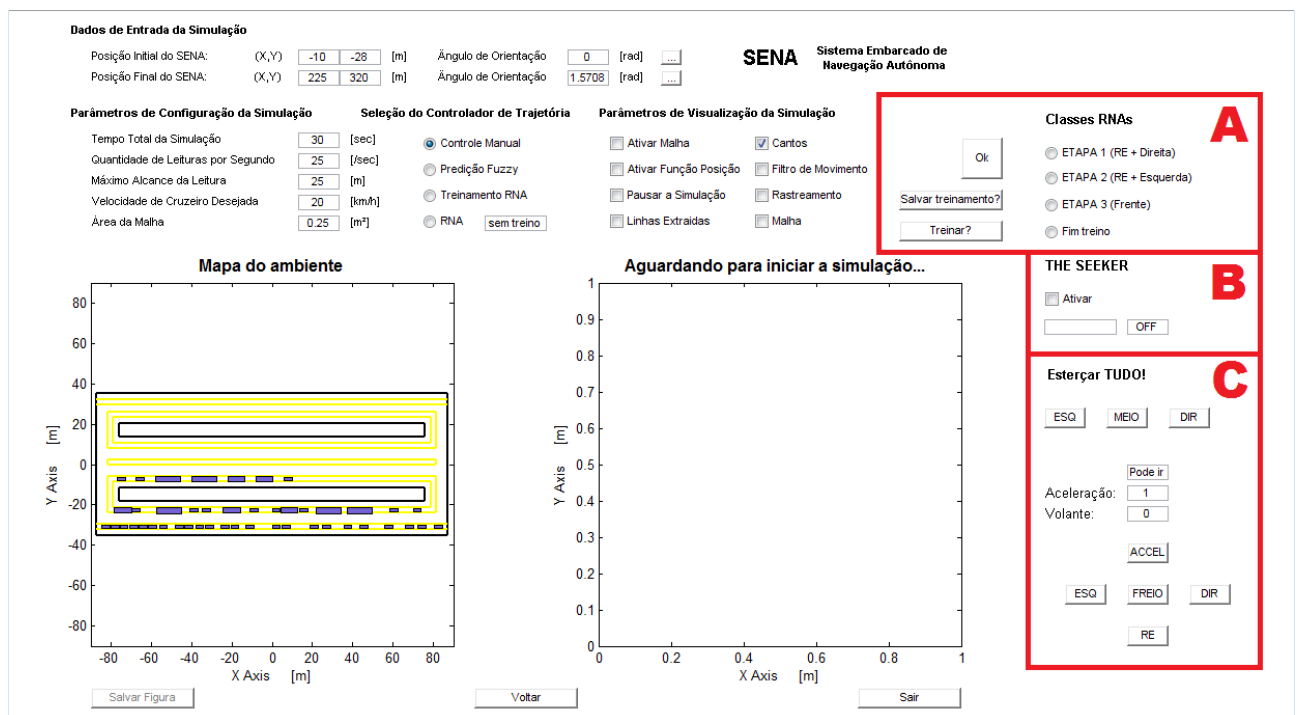 Dados de Entrada da Simulação
Posição Initial do SENA: (X,Y) -10 -28 [m] Ângulo de Orientação 0 [rad] ...
Posição Final do SENA: (X,Y) 225 320 [m] Ângulo de Orientação 1.5708 [rad] ...
SENA Sistema Embarcado de
Navegação Autônoma
Parâmetros de Configuração da Simulação
Tempo Total da Simulação 30 [sec]
Quantidade de Leituras por Segundo 25 [/sec]
Máximo Alcance da Leitura 25 [m]
Velocidade de Cruzeiro Desejada 20 [km/h]
Área da Malha 0.25 [m²]
Seleção do Controlador de Trajetória
Controle Manual
Predição Fuzzy
Treinamento RNA
RNA sem treino
Parâmetros de Visualização da Simulação
Ativar Malha Cantos
Ativar Função Posição Filtro de Movimento
Pausar a Simulação Rastreamento
Linhas Extraidas Malha
A
Classes RNAs
Ok
ETAPA 1 (RE + Direita)
ETAPA 2 (RE + Esquerda)
Salvar treinamento?
ETAPA 3 (Frente)
Treinar?
Fim treino
THE SEEKER
B
Ativar
OFF
Esterçar TUDO!
C
ESQ MEIO DIR
Pode ir
Aceleração: 1
Volante: 0
ACCEL
ESQ FREIO DIR
RE
Mapa do ambiente
80
60
40
20
0
-20
-40
-60
-80
Y Axis [m]
-80 -60 -40 -20 0 20 40 60 80
X Axis [m]
Aguardando para iniciar a simulação...
1
0.9
0.8
0.7
0.6
0.5
0.4
0.3
0.2
0.1
0
Y Axis [m]
0 0.2 0.4 0.6 0.8 1
X Axis [m]
Salvar Figura Voltar Sair